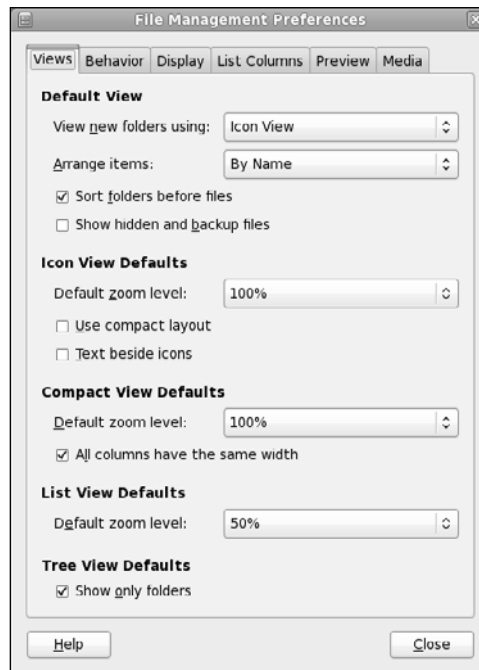 File Management Preferences
Views Behavior Display List Columns Preview Media
Default View
View new folders using: Icon View
Arrange items: By Name
Sort folders before files
Show hidden and backup files
Icon View Defaults
Default zoom level: 100%
Use compact layout
Text beside icons
Compact View Defaults
Default zoom level: 100%
All columns have the same width
List View Defaults
Default zoom level: 50%
Tree View Defaults
Show only folders
Help Close